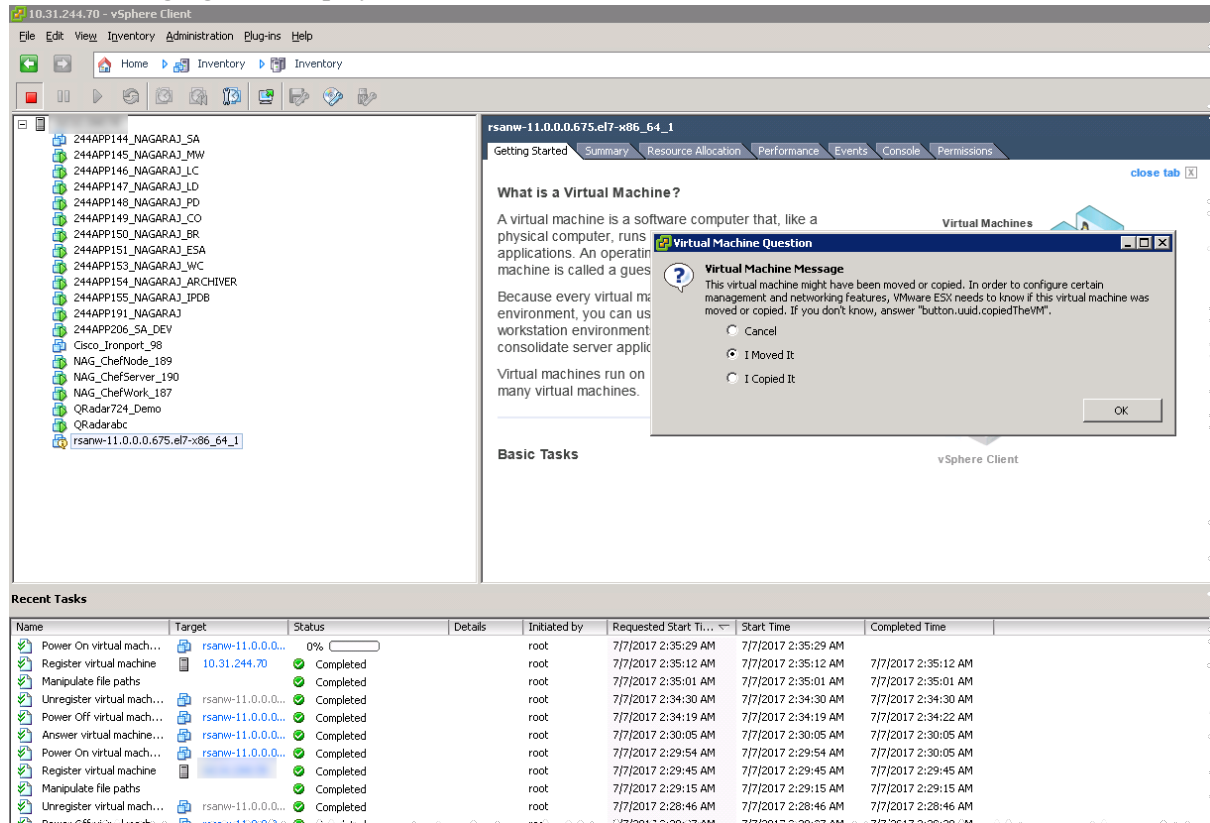 10.31.244.70 - vSphere Client
File Edit View Inventory Administration Plug-ins Help
Home Inventory Inventory
244APP144_NAGARAJ_SA
244APP145_NAGARAJ_MW
244APP146_NAGARAJ_LC
244APP147_NAGARAJ_LD
244APP148_NAGARAJ_PD
244APP149_NAGARAJ_CO
244APP150_NAGARAJ_BR
244APP151_NAGARAJ_ESA
244APP153_NAGARAJ_WC
244APP154_NAGARAJ_ARCHIVER
244APP155_NAGARAJ_IPDB
244APP191_NAGARAJ
244APP206_SA_DEV
Cisco_Ironport_98
NAG_ChefNode_189
NAG_ChefServer_190
NAG_ChefWork_187
QRadar724_Demo
QRadarabc
rsanw-11.0.0.0.675.el7-x86_64_1
rsanw-11.0.0.0.675.el7-x86_64_1
Getting Started Summary Resource Allocation Performance Events Console Permissions
close tab X
What is a Virtual Machine?
A virtual machine is a software computer that, like a
physical computer, runs
applications. An operatin
machine is called a gues
Because every virtual ma
environment, you can us
workstation environment
consolidate server applic
Virtual machines run on
many virtual machines.
Basic Tasks
Virtual Machines
vSphere Client
Virtual Machine Question
Virtual Machine Message
This virtual machine might have been moved or copied. In order to configure certain
management and networking features, VMware ESX needs to know if this virtual machine was
moved or copied. If you don't know, answer "button.uuid.copiedTheVM".
Cancel
I Moved It
I Copied It
OK
Recent Tasks
Name Target Status Details Initiated by Requested Start Ti... Start Time Completed Time
Power On virtual mach... rsanw-11.0.0.0... 0% root 7/7/2017 2:35:29 AM 7/7/2017 2:35:29 AM
Register virtual machine 10.31.244.70 Completed root 7/7/2017 2:35:12 AM 7/7/2017 2:35:12 AM 7/7/2017 2:35:12 AM
Manipulate file paths Completed root 7/7/2017 2:35:01 AM 7/7/2017 2:35:01 AM 7/7/2017 2:35:01 AM
Unregister virtual mach... rsanw-11.0.0.0... Completed root 7/7/2017 2:34:30 AM 7/7/2017 2:34:30 AM 7/7/2017 2:34:30 AM
Power Off virtual mach... rsanw-11.0.0.0... Completed root 7/7/2017 2:34:19 AM 7/7/2017 2:34:19 AM 7/7/2017 2:34:22 AM
Answer virtual machine... rsanw-11.0.0.0... Completed root 7/7/2017 2:30:05 AM 7/7/2017 2:30:05 AM 7/7/2017 2:30:05 AM
Power On virtual mach... rsanw-11.0.0.0... Completed root 7/7/2017 2:29:54 AM 7/7/2017 2:29:54 AM 7/7/2017 2:30:05 AM
Register virtual machine Completed root 7/7/2017 2:29:45 AM 7/7/2017 2:29:45 AM 7/7/2017 2:29:45 AM
Manipulate file paths Completed root 7/7/2017 2:29:15 AM 7/7/2017 2:29:15 AM 7/7/2017 2:29:15 AM
Unregister virtual mach... rsanw-11.0.0.0... Completed root 7/7/2017 2:28:46 AM 7/7/2017 2:28:46 AM 7/7/2017 2:28:46 AM